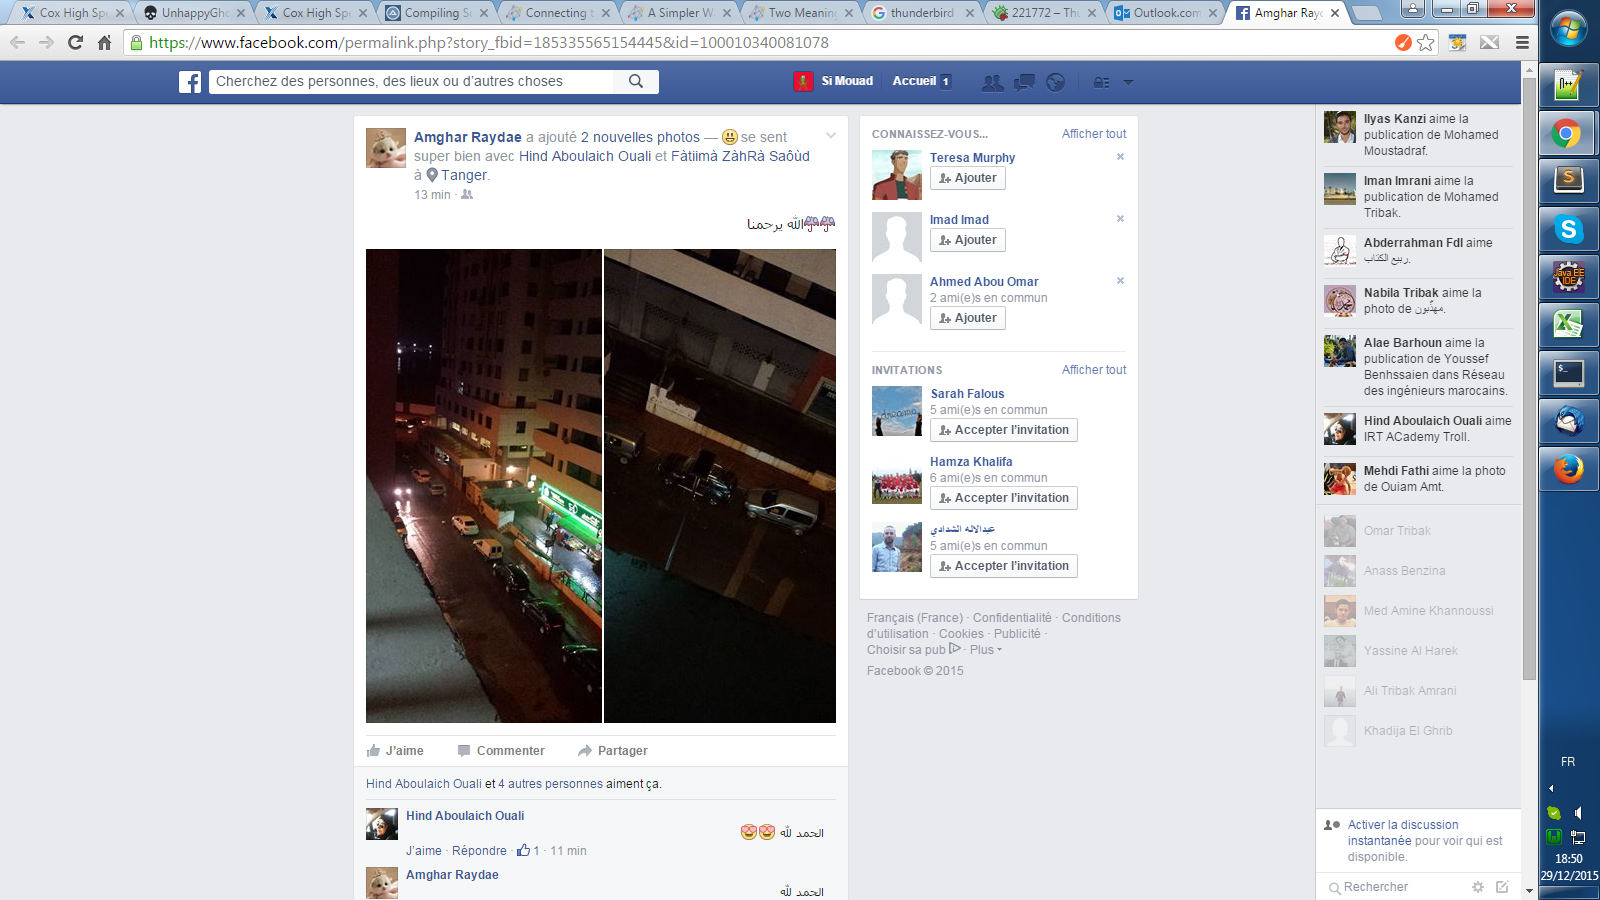 Cox High Spe
UnhappyGho
Cox High Spe
Compiling So
Connecting t
A Simpler W
Two Meanin
thunderbird
221772 – Thu
Outlook.com
Amghar Rayd
https://www.facebook.com/permalink.php?story_fbid=185335565154445&id=100010340081078
Cherchez des personnes, des lieux ou d'autres choses
Si Mouad
Accueil 1
Amghar Raydae a ajouté 2 nouvelles photos — se sent
super bien avec Hind Aboulaich Ouali et Fàtiimà ZàhRà Saôùd
à Tanger.
13 min ·
الله يرحمنا
J'aime
Commenter
Partager
Hind Aboulaich Ouali et 4 autres personnes aiment ça.
Hind Aboulaich Ouali
الحمد لله
J'aime · Répondre · 1 · 11 min
Amghar Raydae
الحمد لله
CONNAISSEZ-VOUS...
Afficher tout
Teresa Murphy
Ajouter
Imad Imad
Ajouter
Ahmed Abou Omar
2 ami(e)s en commun
Ajouter
INVITATIONS
Afficher tout
Sarah Falous
5 ami(e)s en commun
Accepter l'invitation
Hamza Khalifa
6 ami(e)s en commun
Accepter l'invitation
عبدالاله الشدادي
5 ami(e)s en commun
Accepter l'invitation
Français (France) · Confidentialité · Conditions
d'utilisation · Cookies · Publicité ·
Choisir sa pub · Plus
Facebook © 2015
Ilyas Kanzi aime la
publication de Mohamed
Moustadraf.
Iman Imrani aime la
publication de Mohamed
Tribak.
Abderrahman Fdl aime
ربيع الكتاب.
Nabila Tribak aime la
photo de مهذّبون.
Alae Barhoun aime la
publication de Youssef
Benhssaien dans Réseau
des ingénieurs marocains.
Hind Aboulaich Ouali aime
IRT ACademy Troll.
Mehdi Fathi aime la photo
de Ouiam Amt.
Omar Tribak
Anass Benzina
Med Amine Khannoussi
Yassine Al Harek
Ali Tribak Amrani
Khadija El Ghrib
Activer la discussion
instantanée pour voir qui est
disponible.
Rechercher
Java EE
IDE
FR
18:50
29/12/2015